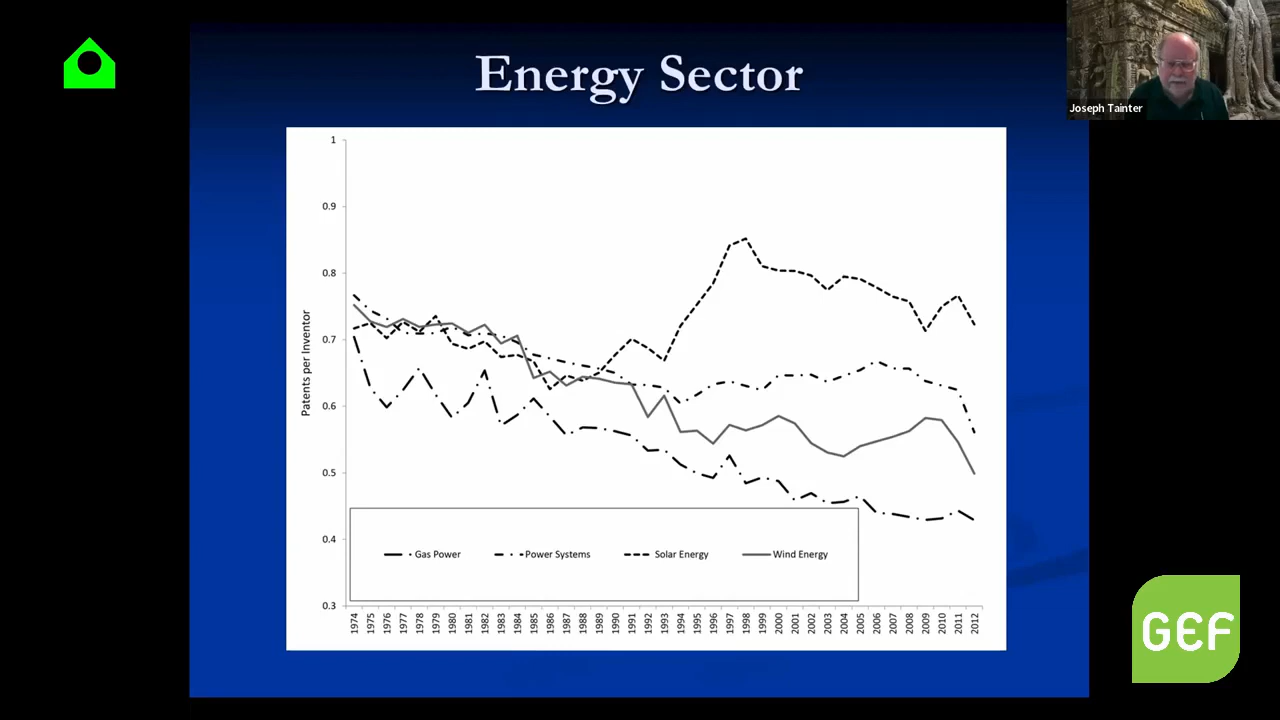 Energy Sector
Joseph Tainter
1
0.9
0.8
0.7
0.6
0.5
0.4
0.3
Patents per Inventor
Gas Power Power Systems Solar Energy Wind Energy
1974 1975 1976 1977 1978 1979 1980 1981 1982 1983 1984 1985 1986 1987 1988 1989 1990 1991 1992 1993 1994 1995 1996 1997 1998 1999 2000 2001 2002 2003 2004 2005 2006 2007 2008 2009 2010 2011 2012
GEF